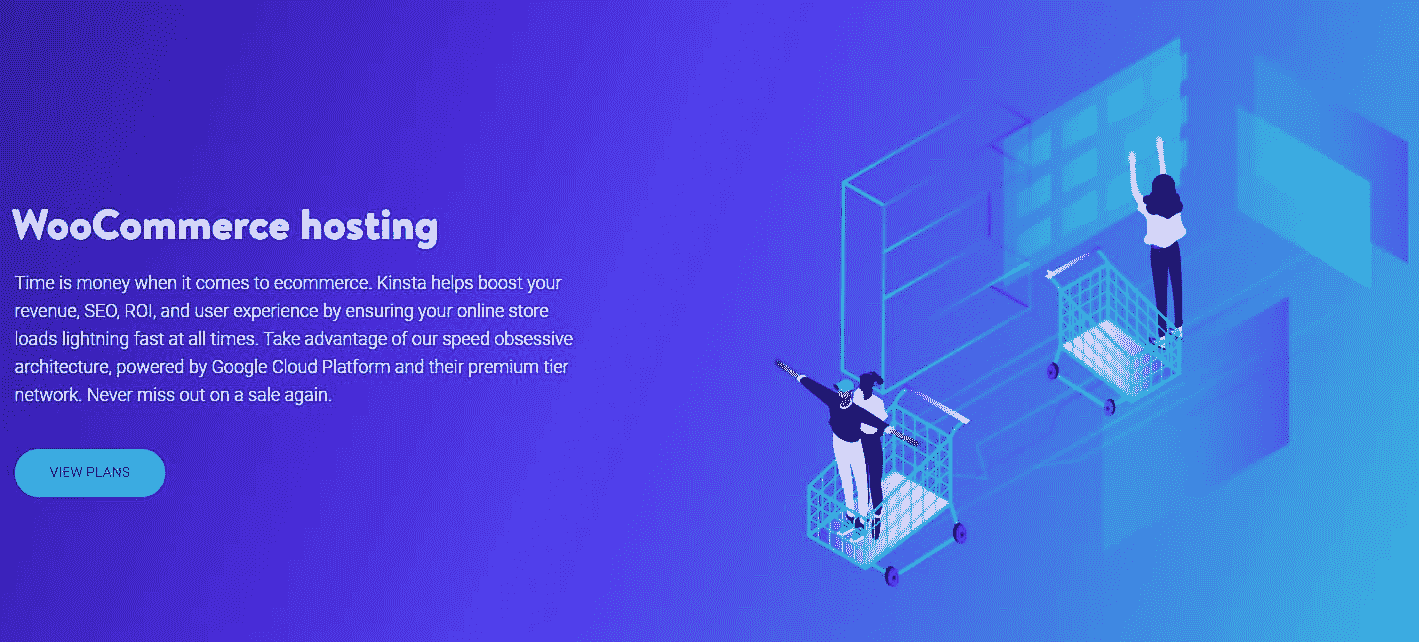 WooCommerce hosting
Time is money when it comes to ecommerce. Kinsta helps boost your
revenue, SEO, ROI, and user experience by ensuring your online store
loads lightning fast at all times. Take advantage of our speed obsessive
architecture, powered by Google Cloud Platform and their premium tier
network. Never miss out on a sale again.
VIEW PLANS